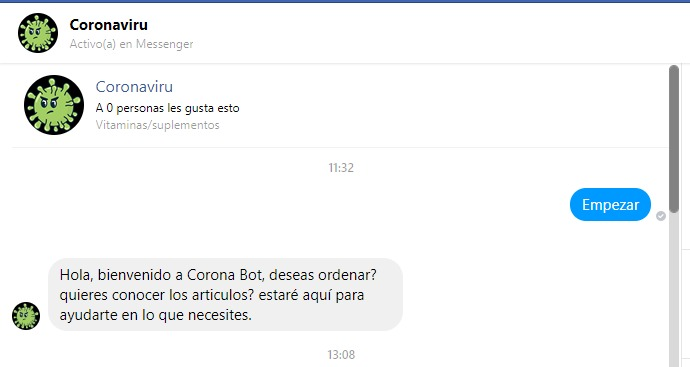 Coronaviru
Activo(a) en Messenger
Coronaviru
A 0 personas les gusta esto
Vitaminas/suplementos
11:32
Empezar
Hola, bienvenido a Corona Bot, deseas ordenar?
quieres conocer los articulos? estaré aquí para
ayudarte en lo que necesites.
13:08